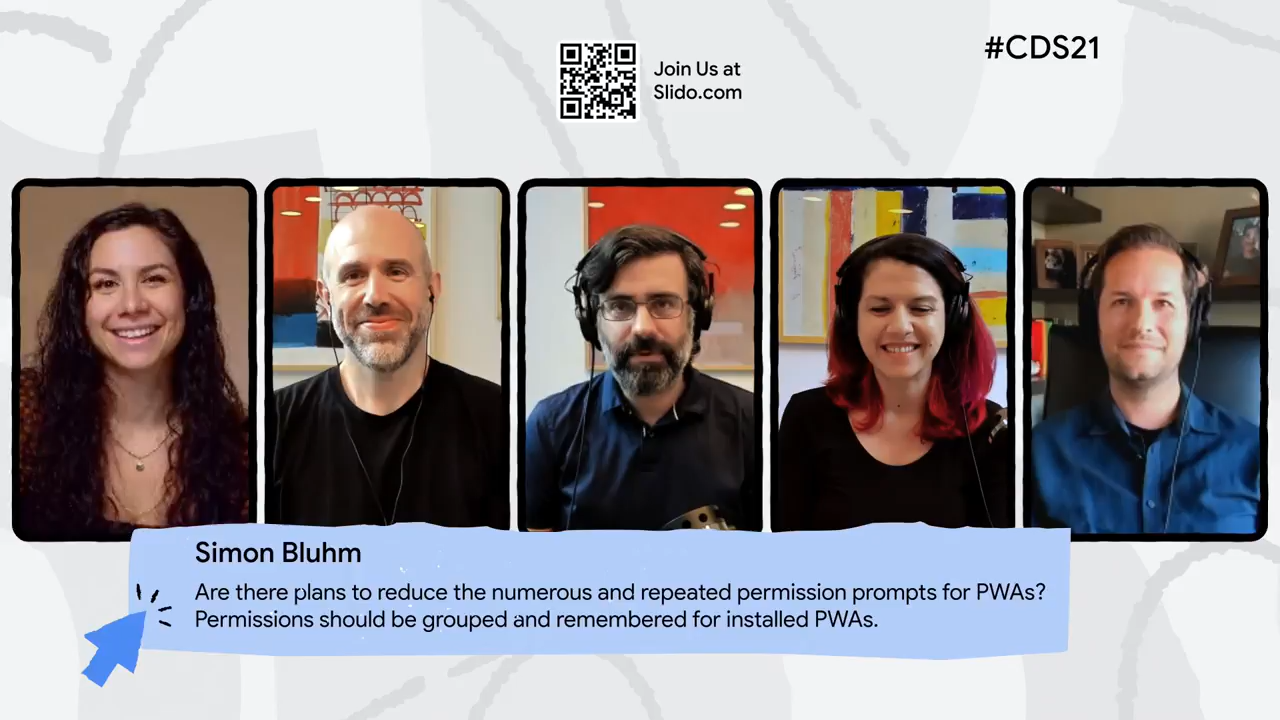 #CDS21
Join Us at
Slido.com
Simon Bluhm
Are there plans to reduce the numerous and repeated permission prompts for PWAs?
Permissions should be grouped and remembered for installed PWAs.